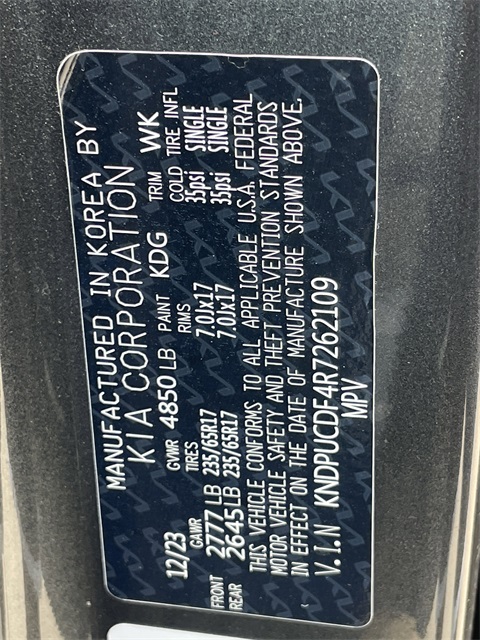 MANUFACTURED IN KOREA BY
KIA CORPORATION
12/23 GVWR 4850 LB PAINT KDG TRIM WK
GAWR TIRES RIMS COLD TIRE INFL
FRONT 2777 LB 235/65R17 7.0Jx17 35psi SINGLE
REAR 2645 LB 235/65R17 7.0Jx17 35psi SINGLE
THIS VEHICLE CONFORMS TO ALL APPLICABLE U.S.A. FEDERAL
MOTOR VEHICLE SAFETY AND THEFT PREVENTION STANDARDS
IN EFFECT ON THE DATE OF MANUFACTURE SHOWN ABOVE.
V.I.N KNDPUCDF4R7262109
MPV